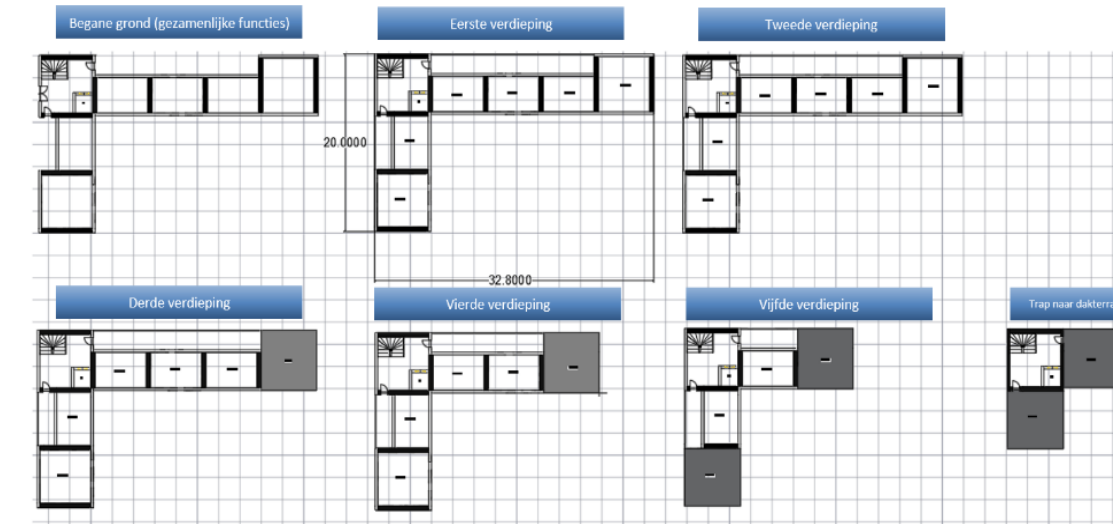 Begane grond (gezamenlijke functies)
Eerste verdieping
Tweede verdieping
20.0000
32.8000
Derde verdieping
Vierde verdieping
Vijfde verdieping
Trap naar dakterra